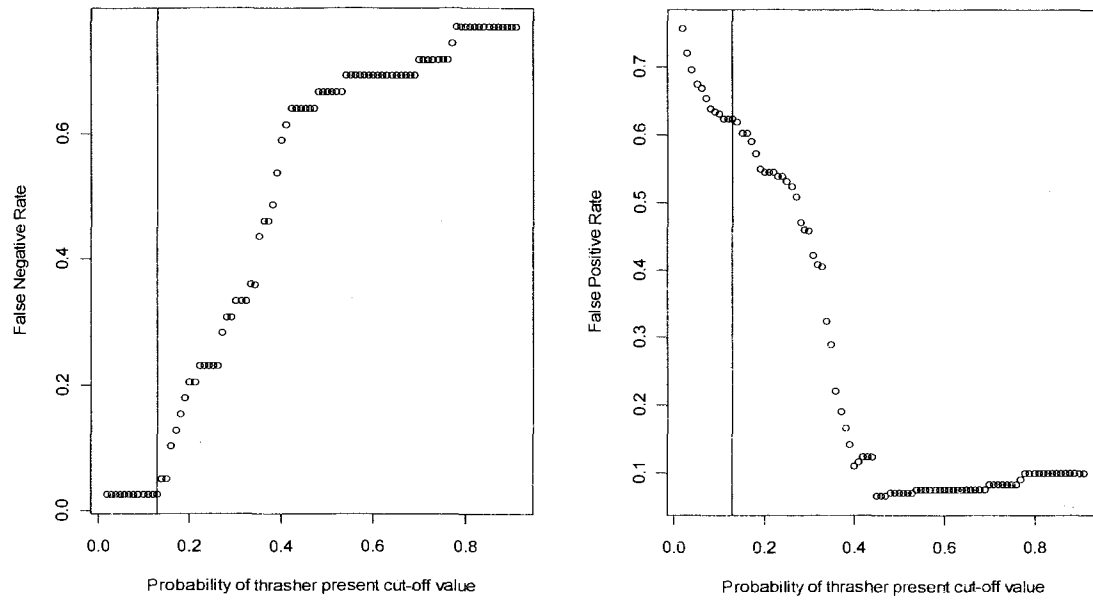 False Negative Rate
0.6
0.4
0.2
0.0
0.0 0.2 0.4 0.6 0.8
Probability of thrasher present cut-off value
False Positive Rate
0.7
0.6
0.5
0.4
0.3
0.2
0.1
0.0 0.2 0.4 0.6 0.8
Probability of thrasher present cut-off value